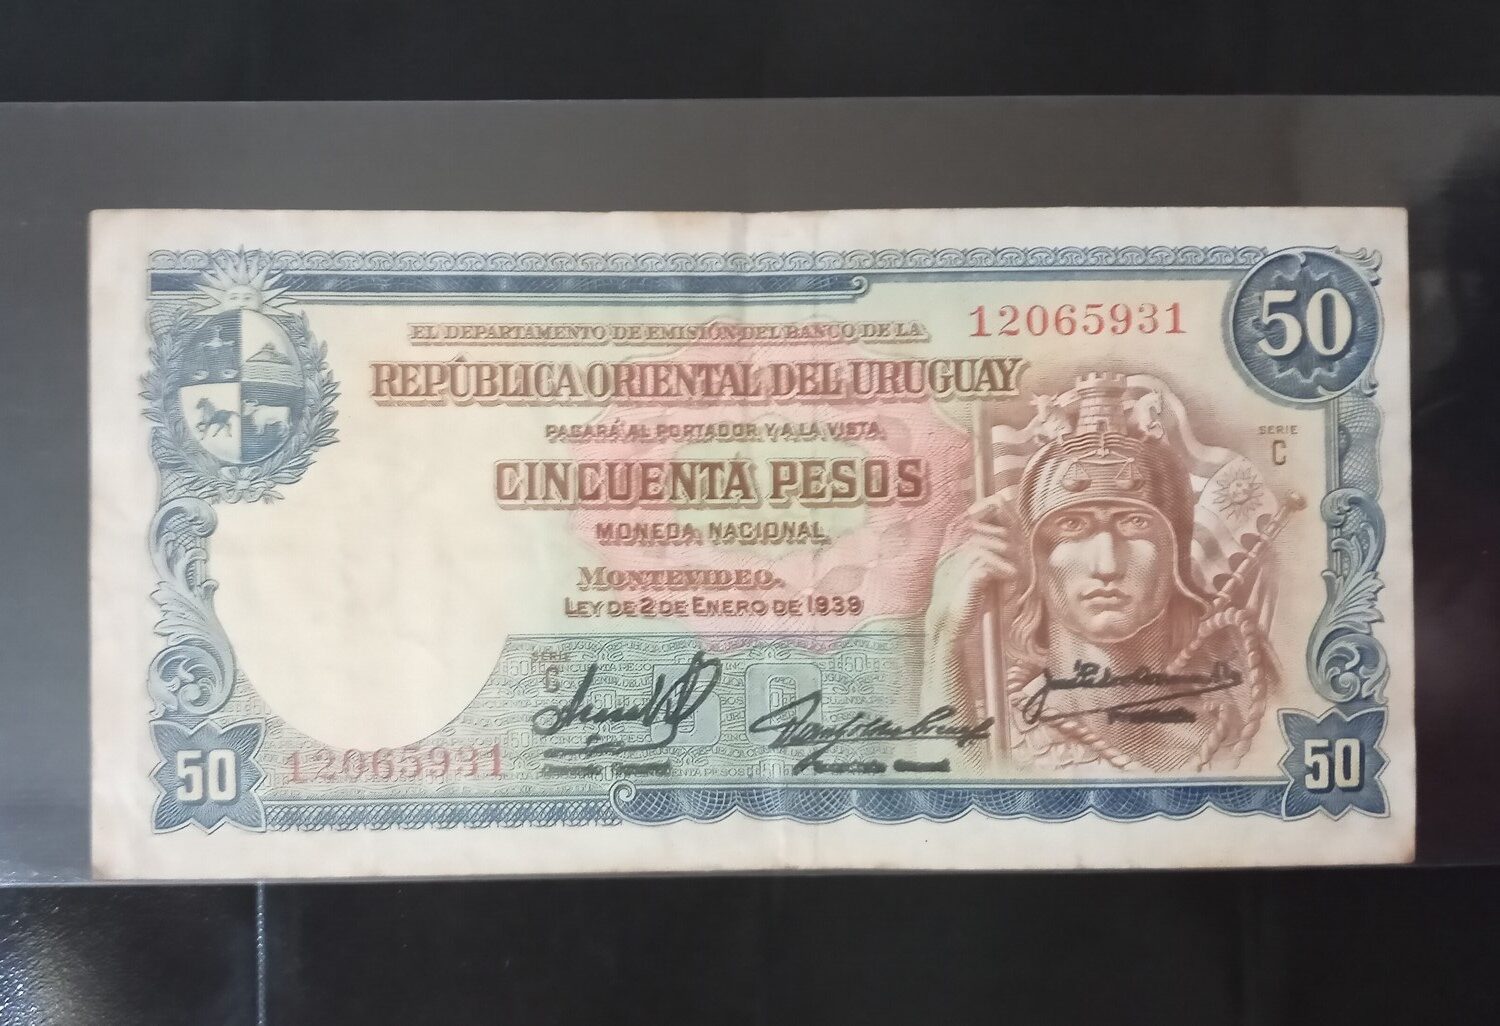 50
12065931
EL DEPARTAMENTO DE EMISIÓN DEL BANCO DE LA
REPÚBLICA ORIENTAL DEL URUGUAY
PAGARÁ AL PORTADOR Y A LA VISTA
SERIE
C
CINCUENTA PESOS
MONEDA NACIONAL
MONTEVIDEO.
LEY DE 2 DE ENERO DE 1939
SERIE
C
12065931
50
50